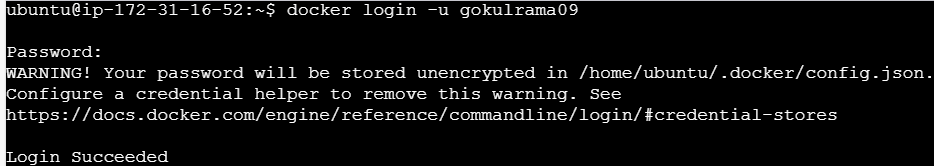 ubuntu@ip-172-31-16-52:~$ docker login -u gokulrama09
Password:
WARNING! Your password will be stored unencrypted in /home/ubuntu/.docker/config.json.
Configure a credential helper to remove this warning. See
https://docs.docker.com/engine/reference/commandline/login/#credential-stores
Login Succeeded